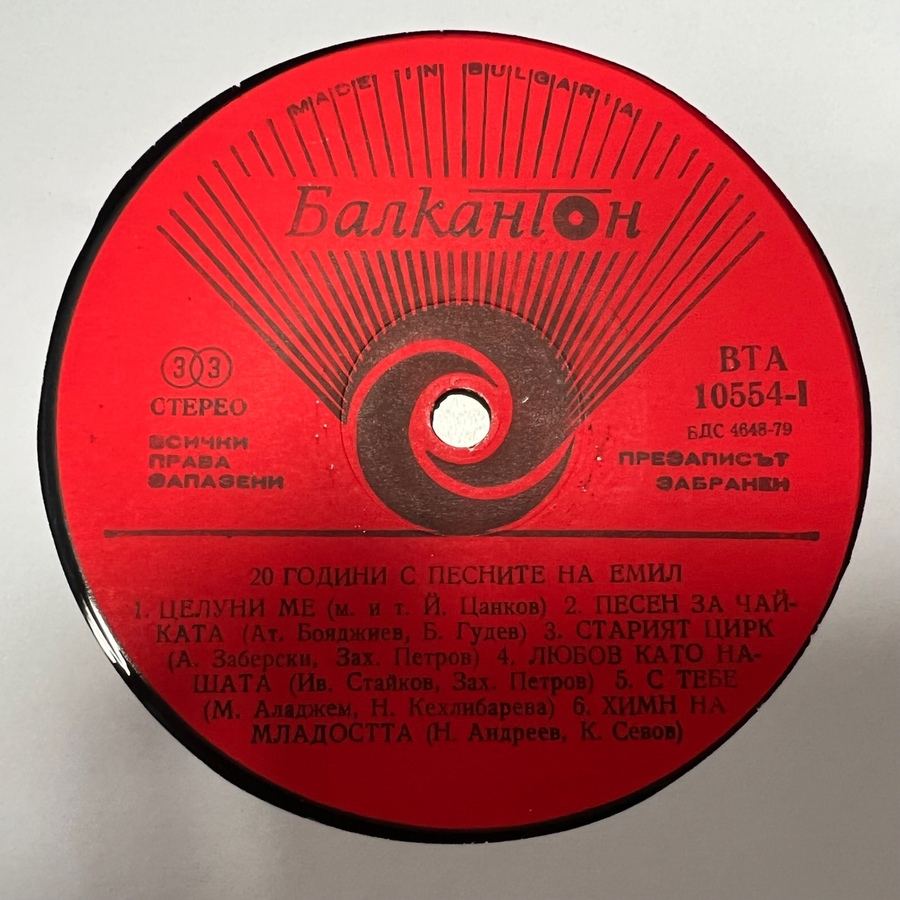 MADE IN BULGARIA
Балкантон
33
СТЕРЕО
ВСИЧКИ
ПРАВА
ЗАПАЗЕНИ
ВТА
10554-I
БДС 4648-79
ПРЕЗАПИСЪТ
ЗАБРАНЕН
20 ГОДИНИ С ПЕСНИТЕ НА ЕМИЛ
1. ЦЕЛУНИ МЕ (м. и т. Й. Цанков) 2. ПЕСЕН ЗА ЧАЙ-
КАТА (Ат. Бояджиев, Б. Гудев) 3. СТАРИЯТ ЦИРК
(А. Заберски, Зах. Петров) 4. ЛЮБОВ КАТО НА-
ШАТА (Ив. Стайков, Зах. Петров) 5. С ТЕБЕ
(М. Аладжем, Н. Кехлибарева) 6. ХИМН НА
МЛАДОСТТА (Н. Андреев, К. Севов)